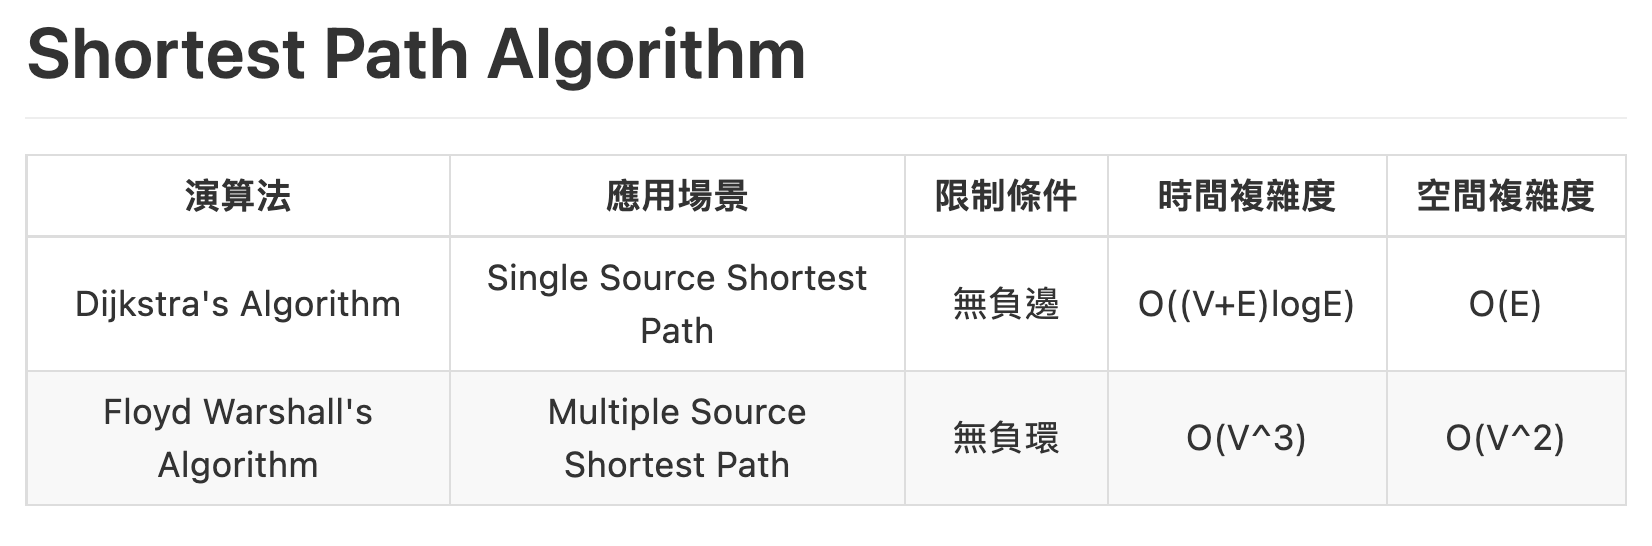 Shortest Path Algorithm
演算法 應用場景 限制條件 時間複雜度 空間複雜度
Dijkstra's Algorithm
Single Source Shortest
Path
無負邊
O((V+E)logE)
O(E)
Floyd Warshall's
Algorithm
Multiple Source
Shortest Path
無負環
O(V^3)
O(V^2)